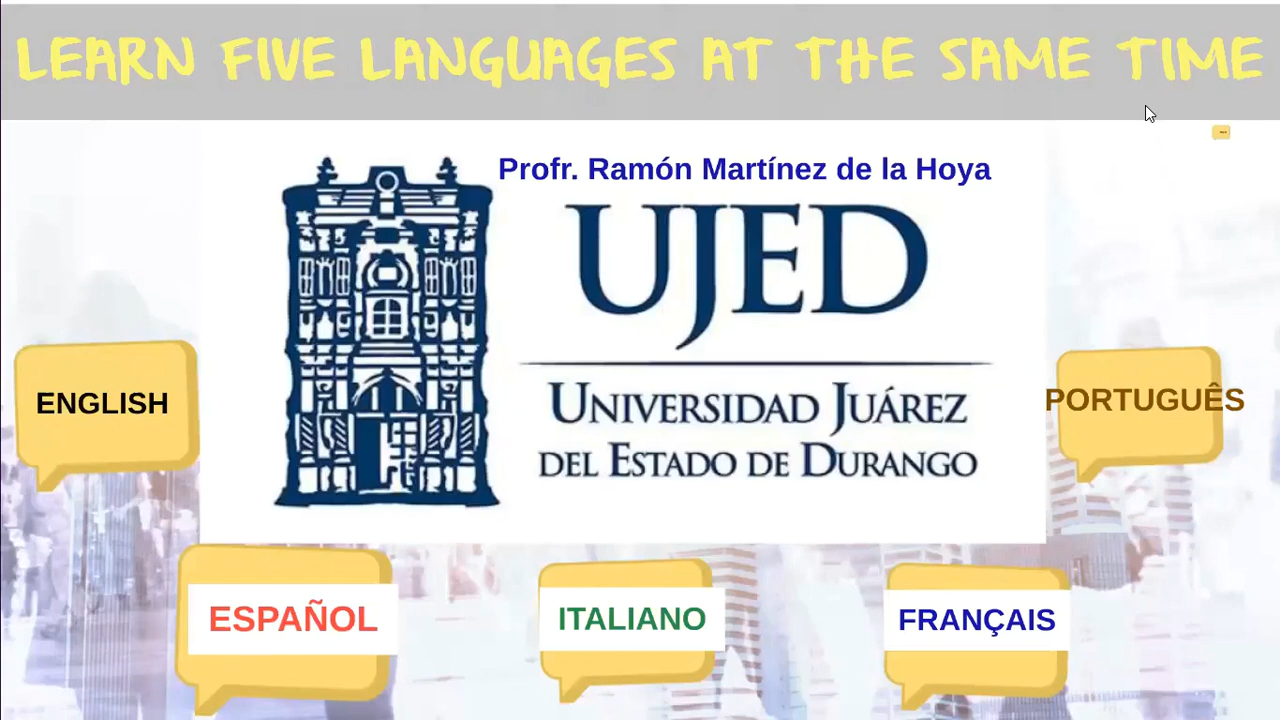 LEARN FIVE LANGUAGES AT THE SAME TIME
Profr. Ramón Martínez de la Hoya
UJED
UNIVERSIDAD JUÁREZ
DEL ESTADO DE DURANGO
ENGLISH
PORTUGUÊS
ESPAÑOL
ITALIANO
FRANÇAIS